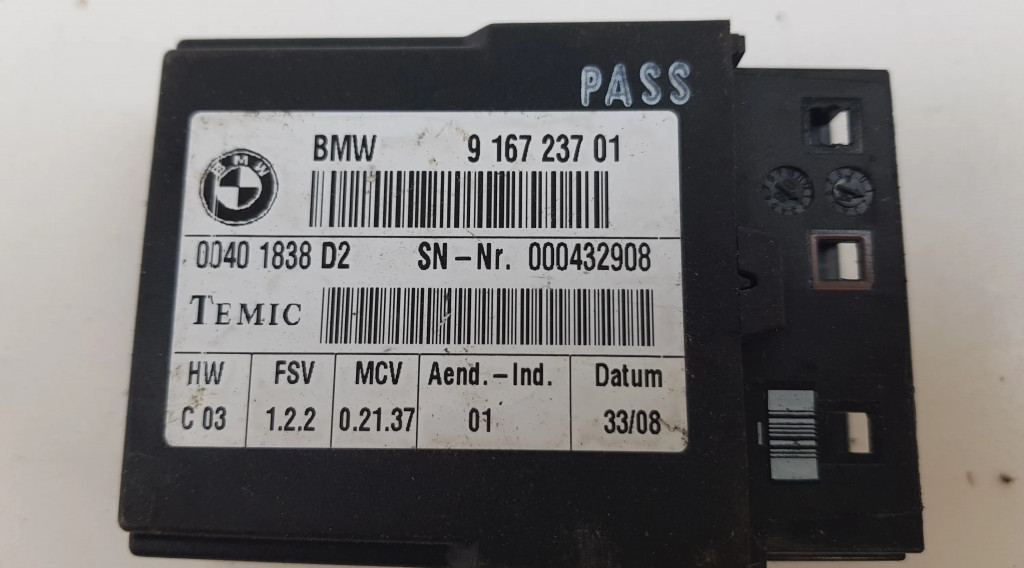 PASS
BMW 9 167 237 01
BMW
0040 1838 D2 SN-Nr. 000432908
TEMIC
HW FSV MCV Aend.-Ind. Datum
C 03 1.2.2 0.21.37 01 33/08